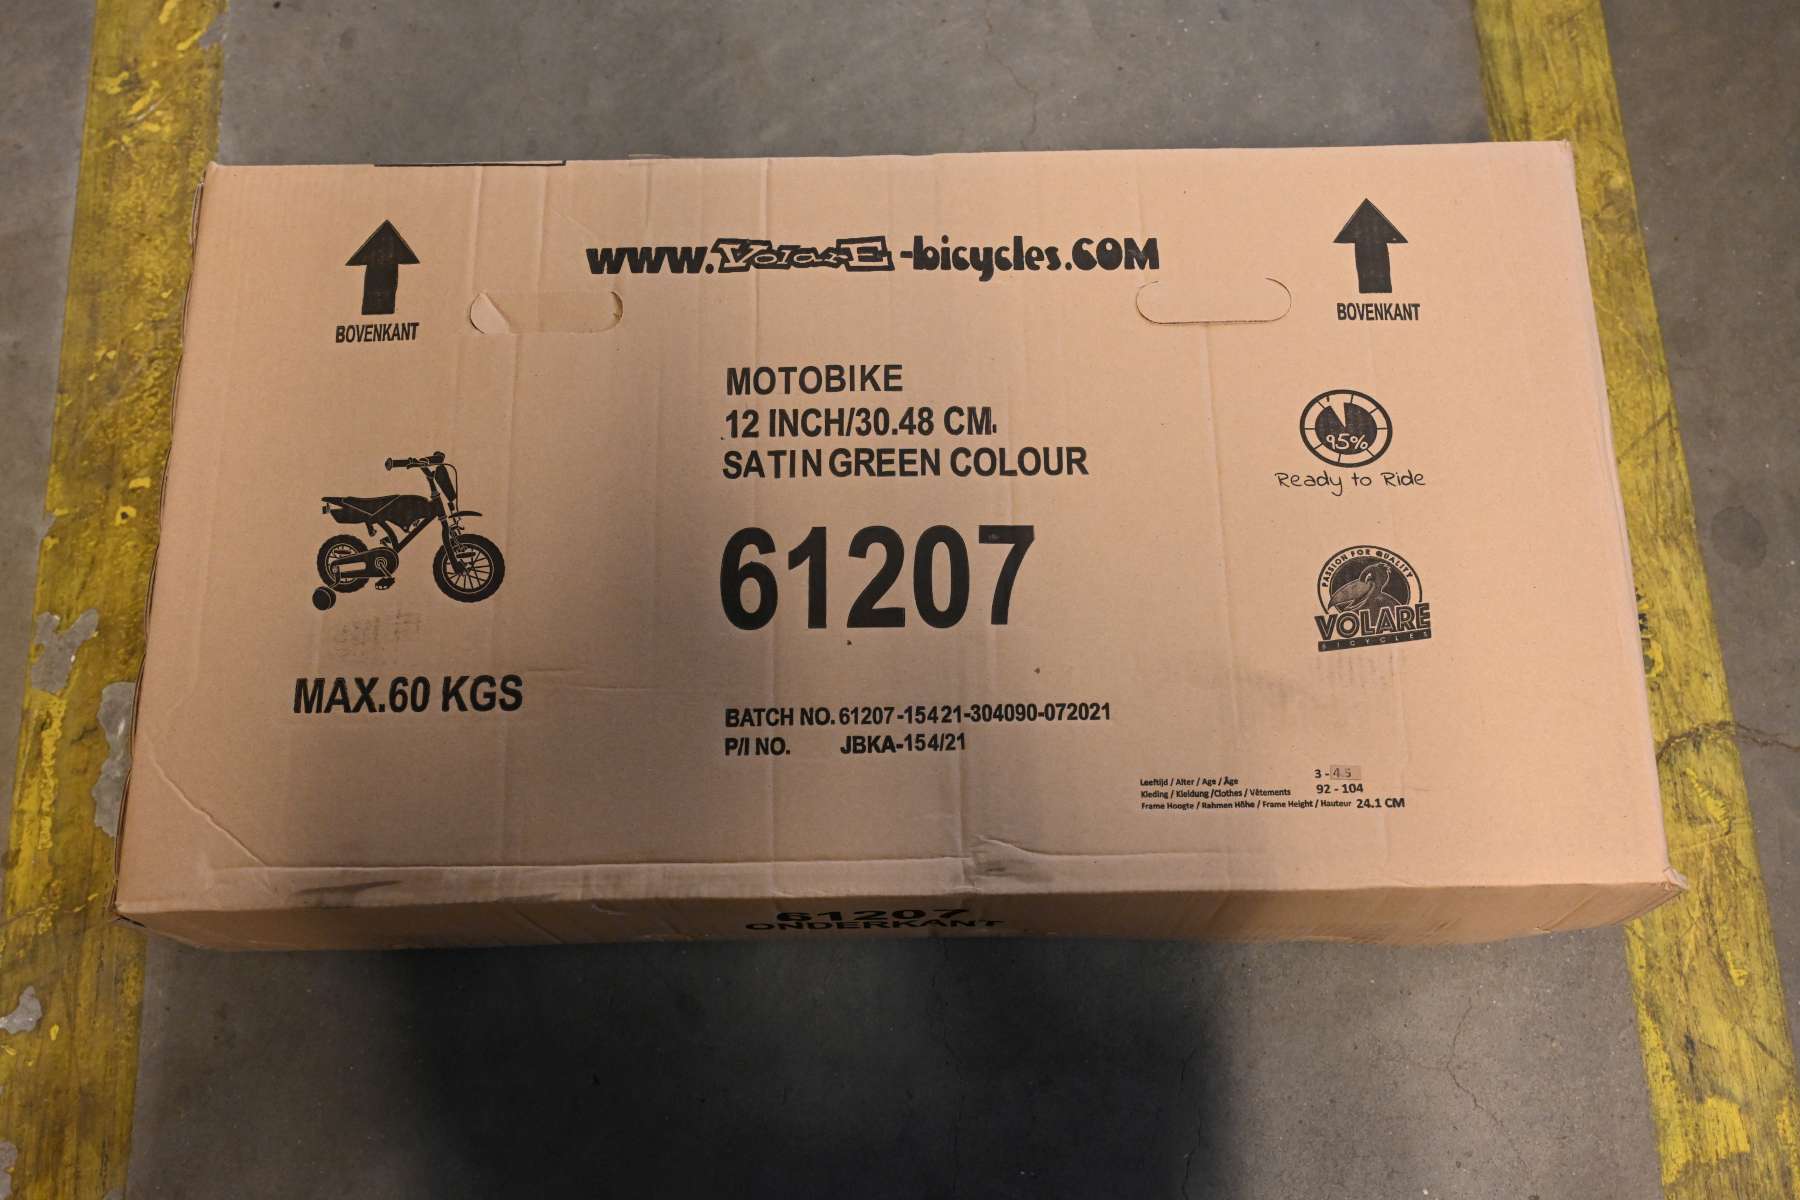 www.VolarE-bicycles.COM
BOVENKANT
BOVENKANT
MOTOBIKE
12 INCH/30.48 CM.
SATIN GREEN COLOUR
95%
Ready to Ride
61207
PASSION FOR QUALITY
VOLARE
BICYCLES
MAX.60 KGS
BATCH NO. 61207-15421-304090-072021
P/I NO. JBKA-154/21
Leeftijd / Alter / Age / Âge 3 - 4.5
Kleding / Kleidung /Clothes / Vêtements 92 - 104
Frame Hoogte / Rahmen Höhe / Frame Height / Hauteur 24.1 CM
61207
ONDERKANT